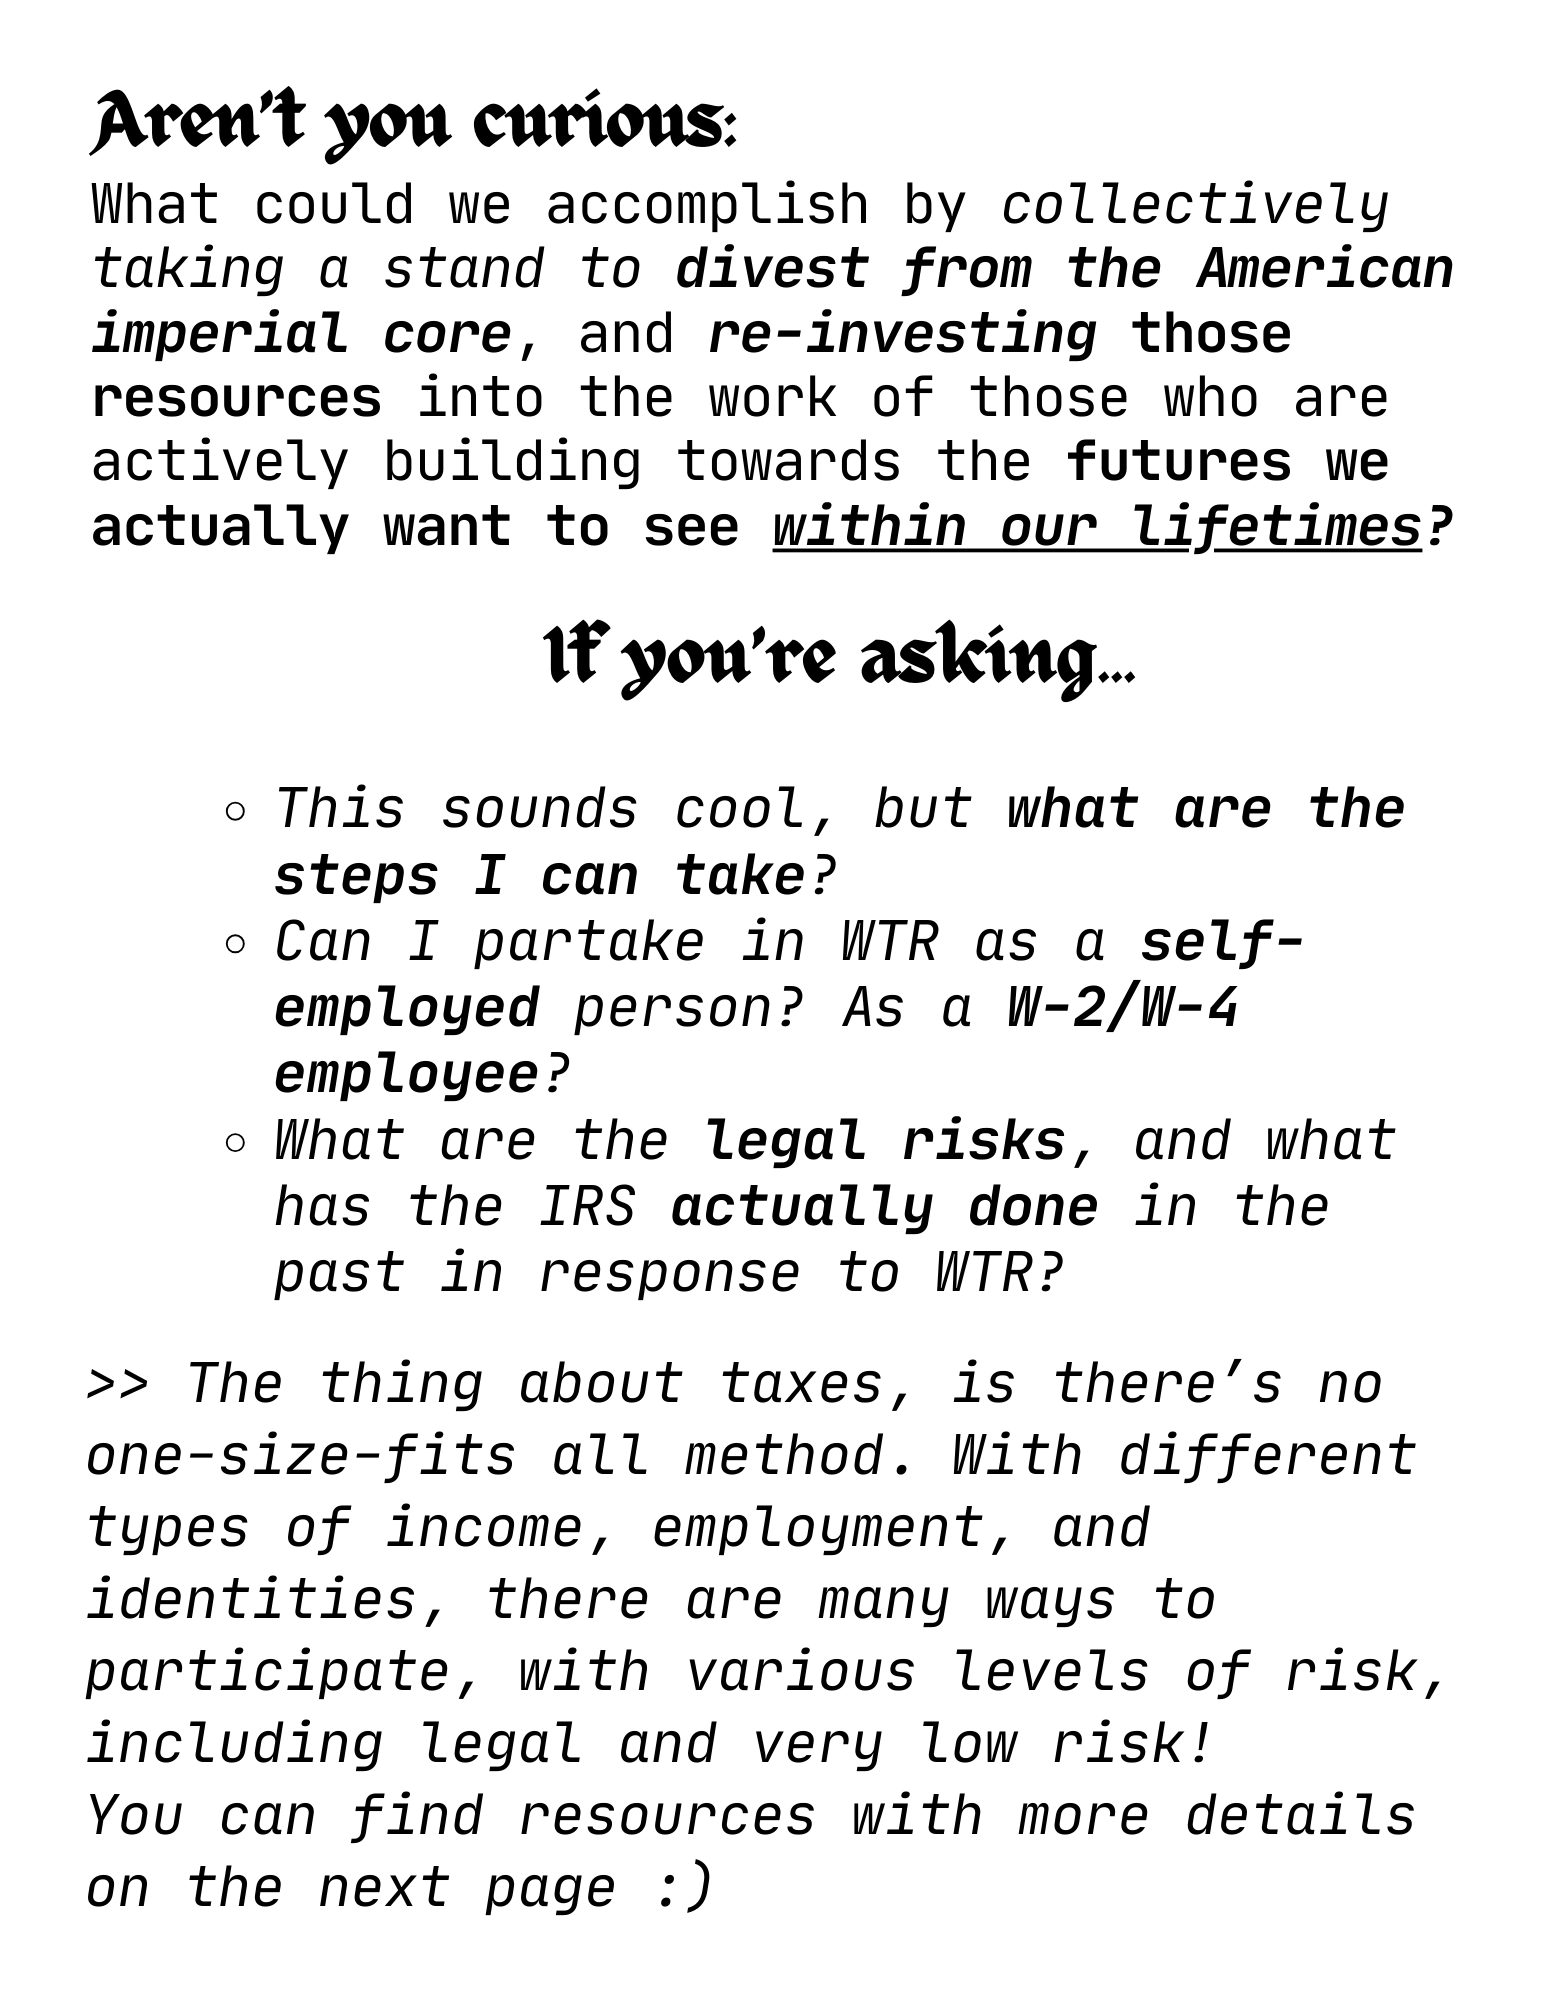 Aren't you curious:
What could we accomplish by collectively
taking a stand to divest from the American
imperial core, and re-investing those
resources into the work of those who are
actively building towards the futures we
actually want to see within our lifetimes?
If you're asking...
◦ This sounds cool, but what are the
steps I can take?
◦ Can I partake in WTR as a self-
employed person? As a W-2/W-4
employee?
◦ What are the legal risks, and what
has the IRS actually done in the
past in response to WTR?
>> The thing about taxes, is there's no
one-size-fits all method. With different
types of income, employment, and
identities, there are many ways to
participate, with various levels of risk,
including legal and very low risk!
You can find resources with more details
on the next page :)